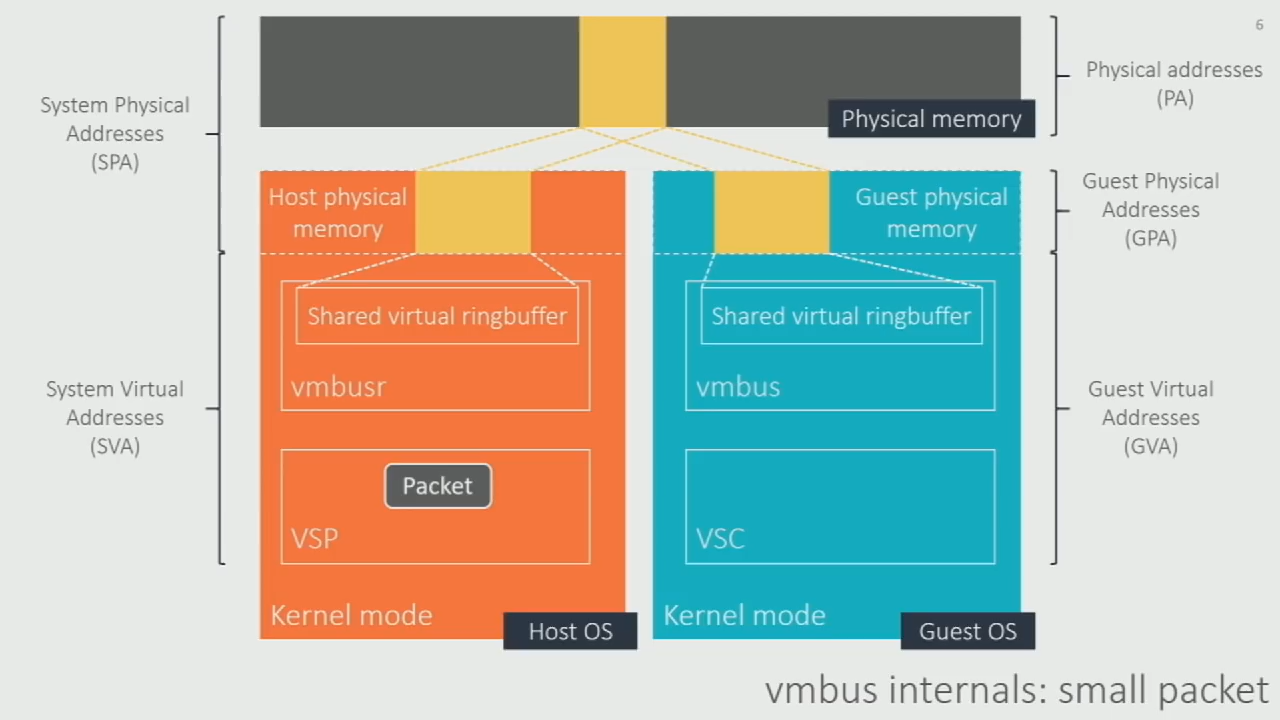 6
System Physical
Addresses
(SPA)
Physical addresses
(PA)
Physical memory
Host physical
memory
Guest physical
memory
Guest Physical
Addresses
(GPA)
Shared virtual ringbuffer
vmbusr
Shared virtual ringbuffer
vmbus
System Virtual
Addresses
(SVA)
Guest Virtual
Addresses
(GVA)
Packet
VSP
VSC
Kernel mode
Host OS
Kernel mode
Guest OS
vmbus internals: small packet